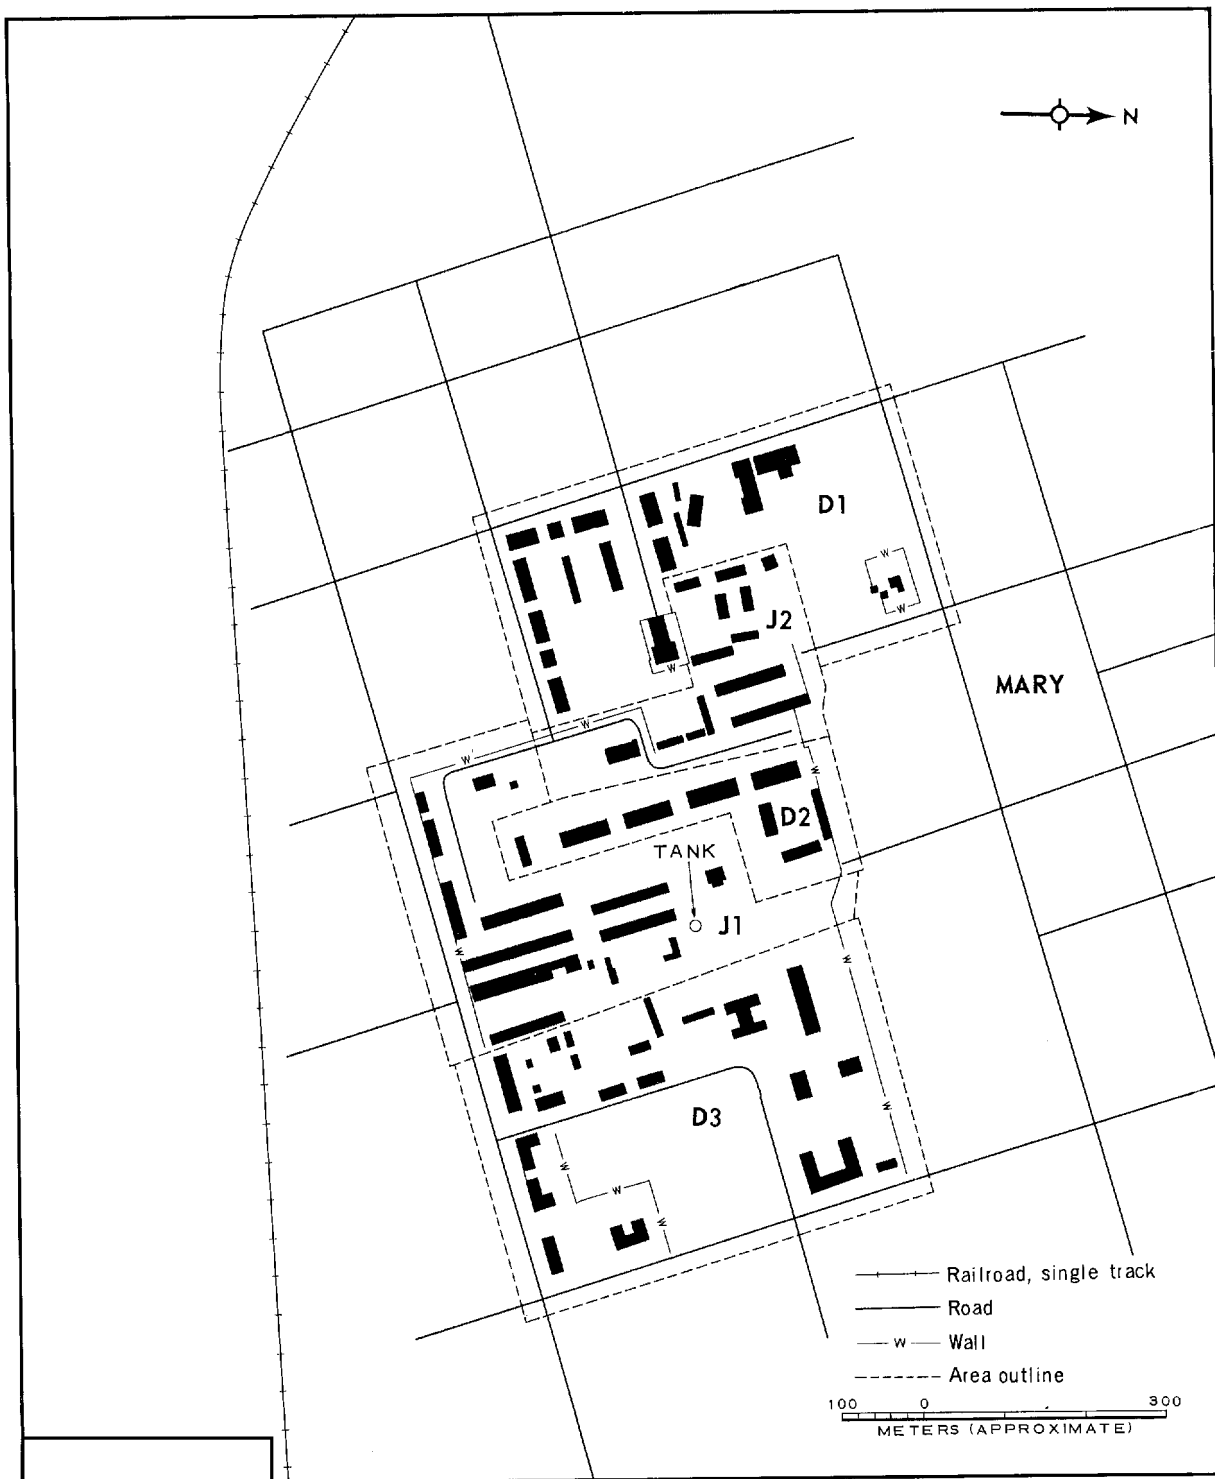 N
D1
J2
MARY
D2
TANK
J1
D3
Railroad, single track
Road
W Wall
Area outline
100 0 300
METERS (APPROXIMATE)
W
W
W
W
W
W
W
W
W
W
W
W
W